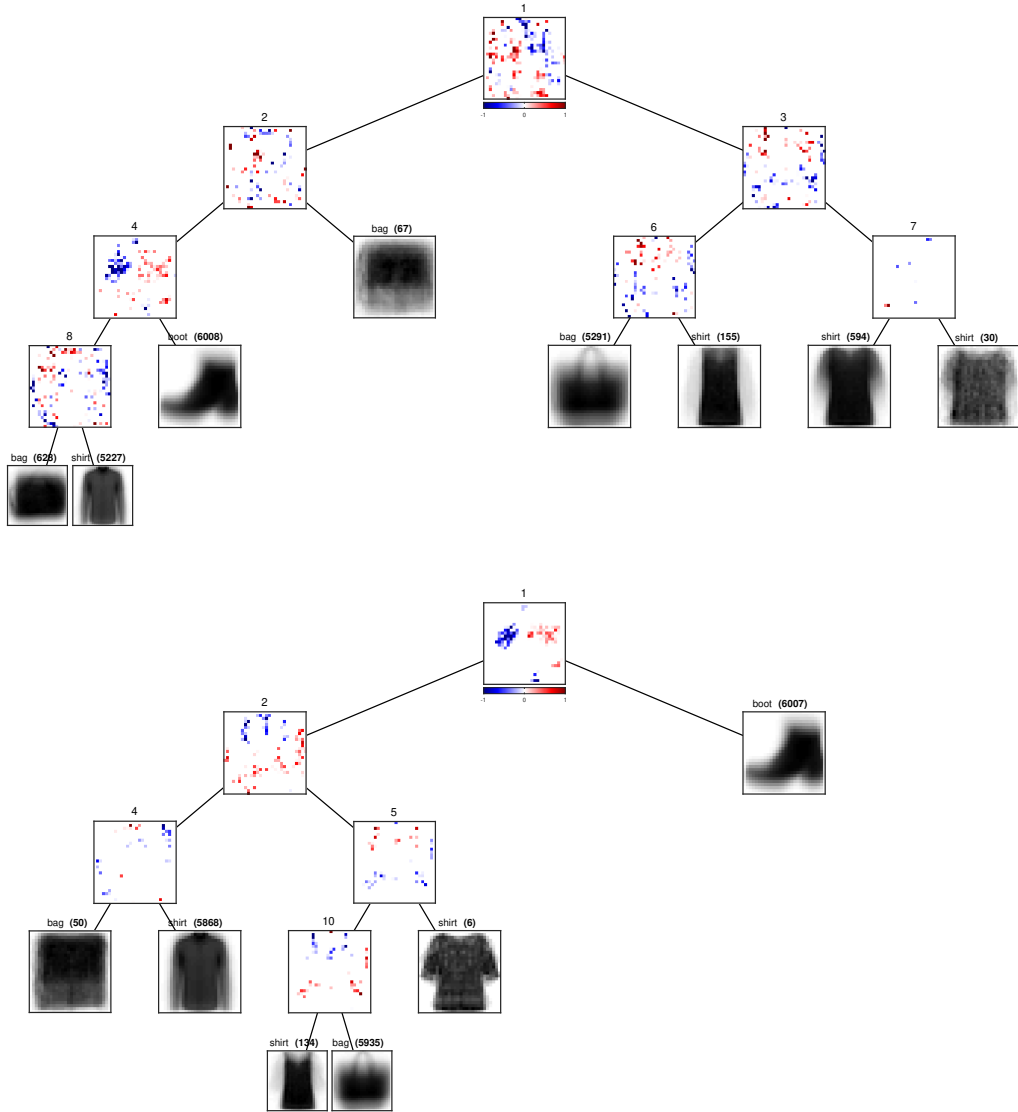 1
-1 0 1
2
3
4
bag (67)
6
7
8
boot (6008)
bag (5291)
shirt (155)
shirt (594)
shirt (30)
bag (628)
shirt (5227)
1
-1 0 1
2
boot (6007)
4
5
bag (50)
shirt (5868)
10
shirt (6)
shirt (134)
bag (5935)